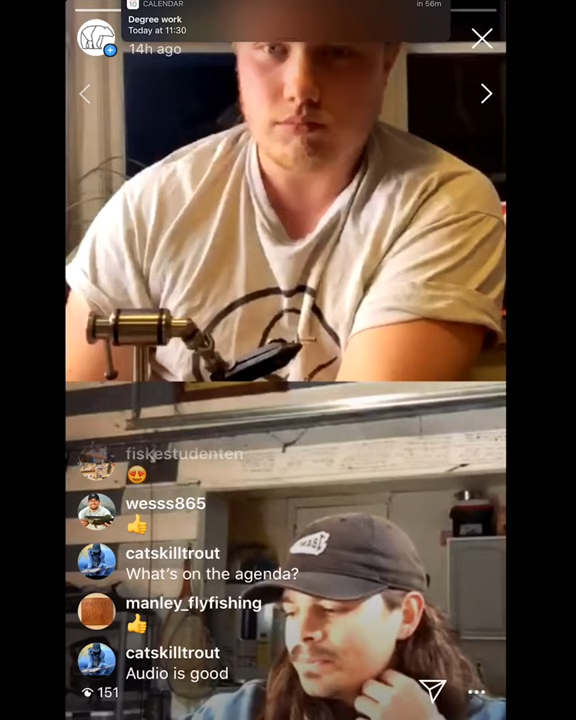 10 CALENDAR in 56m
Degree work
Today at 11:30
14h ago
fiskestudenten
😍
wesss865
👍
catskilltrout
What's on the agenda?
manley_flyfishing
👍
catskilltrout
Audio is good
151